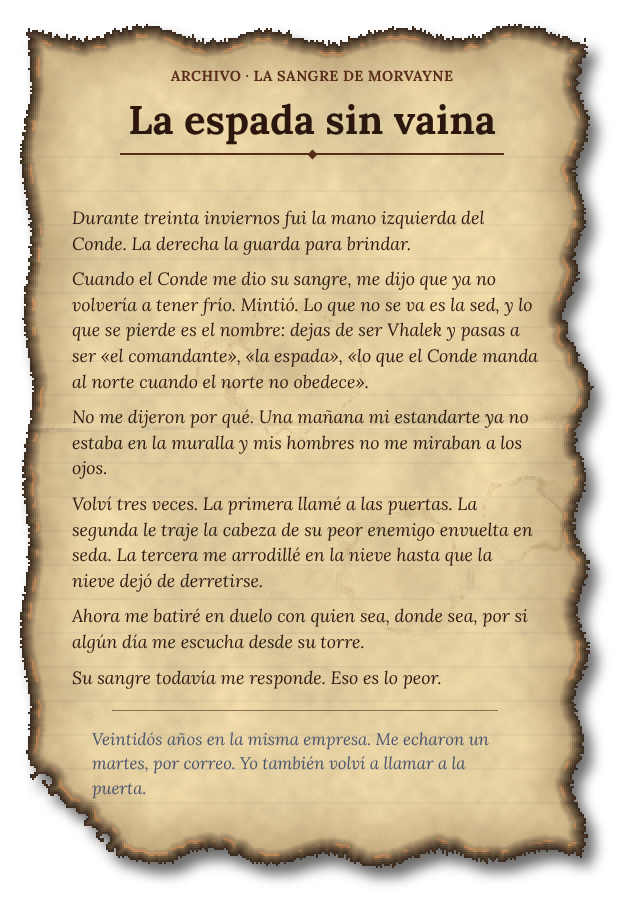 ARCHIVO · LA SANGRE DE MORVAYNE
La espada sin vaina
Durante treinta inviernos fui la mano izquierda del
Conde. La derecha la guarda para brindar.
Cuando el Conde me dio su sangre, me dijo que ya no
volvería a tener frío. Mintió. Lo que no se va es la sed, y lo
que se pierde es el nombre: dejas de ser Vhalek y pasas a
ser «el comandante», «la espada», «lo que el Conde manda
al norte cuando el norte no obedece».
No me dijeron por qué. Una mañana mi estandarte ya no
estaba en la muralla y mis hombres no me miraban a los
ojos.
Volví tres veces. La primera llamé a las puertas. La
segunda le traje la cabeza de su peor enemigo envuelta en
seda. La tercera me arrodillé en la nieve hasta que la
nieve dejó de derretirse.
Ahora me batiré en duelo con quien sea, donde sea, por si
algún día me escucha desde su torre.
Su sangre todavía me responde. Eso es lo peor.
Veintidós años en la misma empresa. Me echaron un
martes, por correo. Yo también volví a llamar a la
puerta.